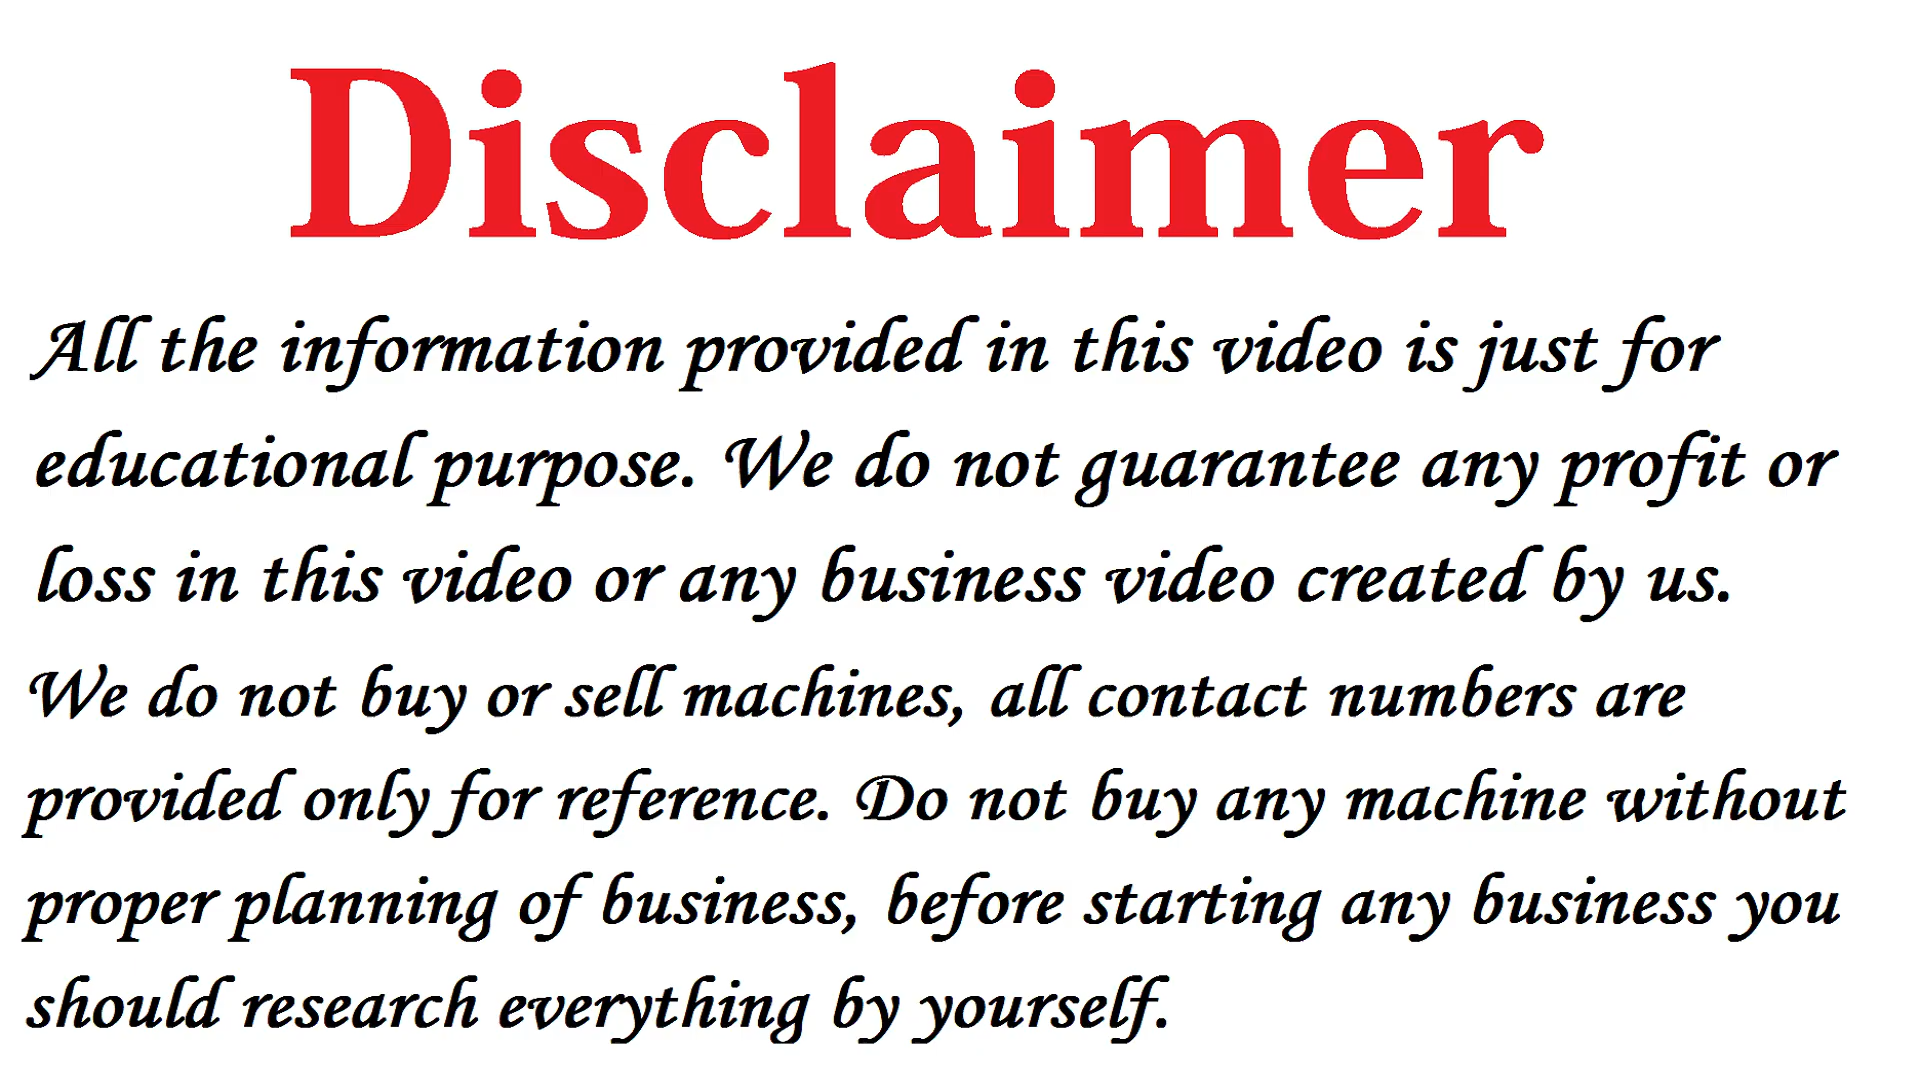 Disclaimer
All the information provided in this video is just for
educational purpose. We do not guarantee any profit or
loss in this video or any business video created by us.
We do not buy or sell machines, all contact numbers are
provided only for reference. Do not buy any machine without
proper planning of business, before starting any business you
should research everything by yourself.